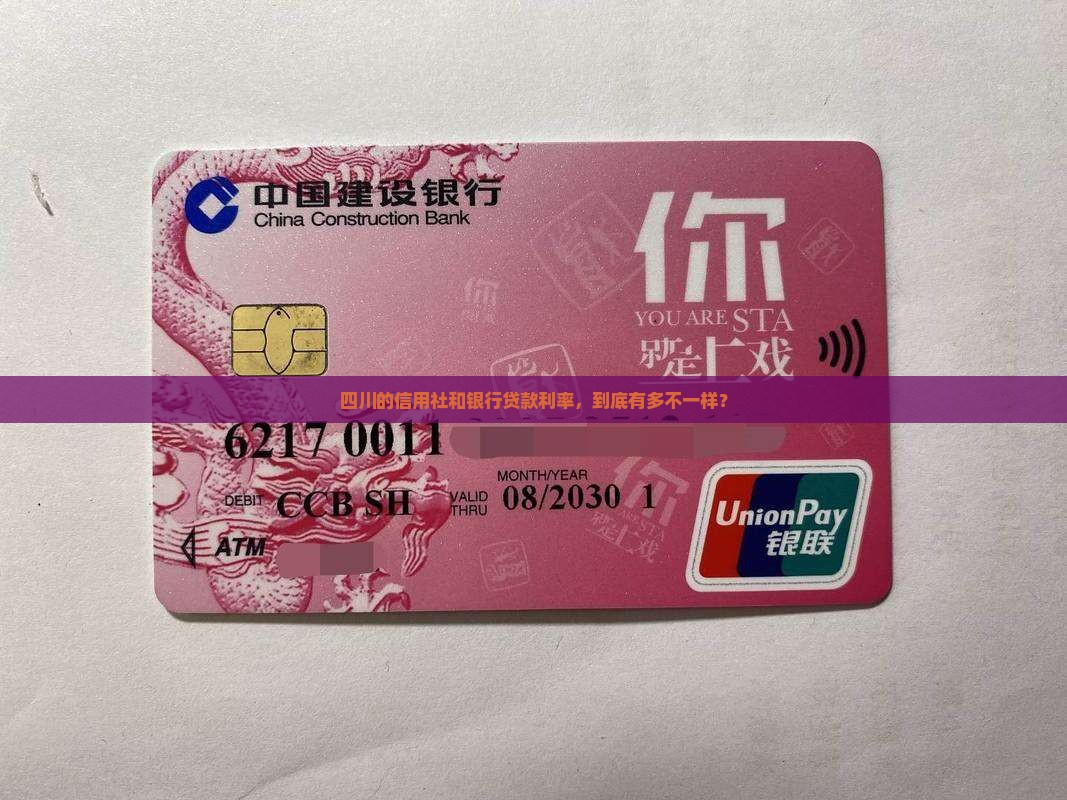 中国建设银行
China Construction Bank
你
YOU ARE STA
就是上戏
四川的信用社和银行贷款利率，到底有多不一样？
6217 0011
MONTH/YEAR
DEBIT CCB SH VALID THRU 08/2030 1
ATM
UnionPay
银联